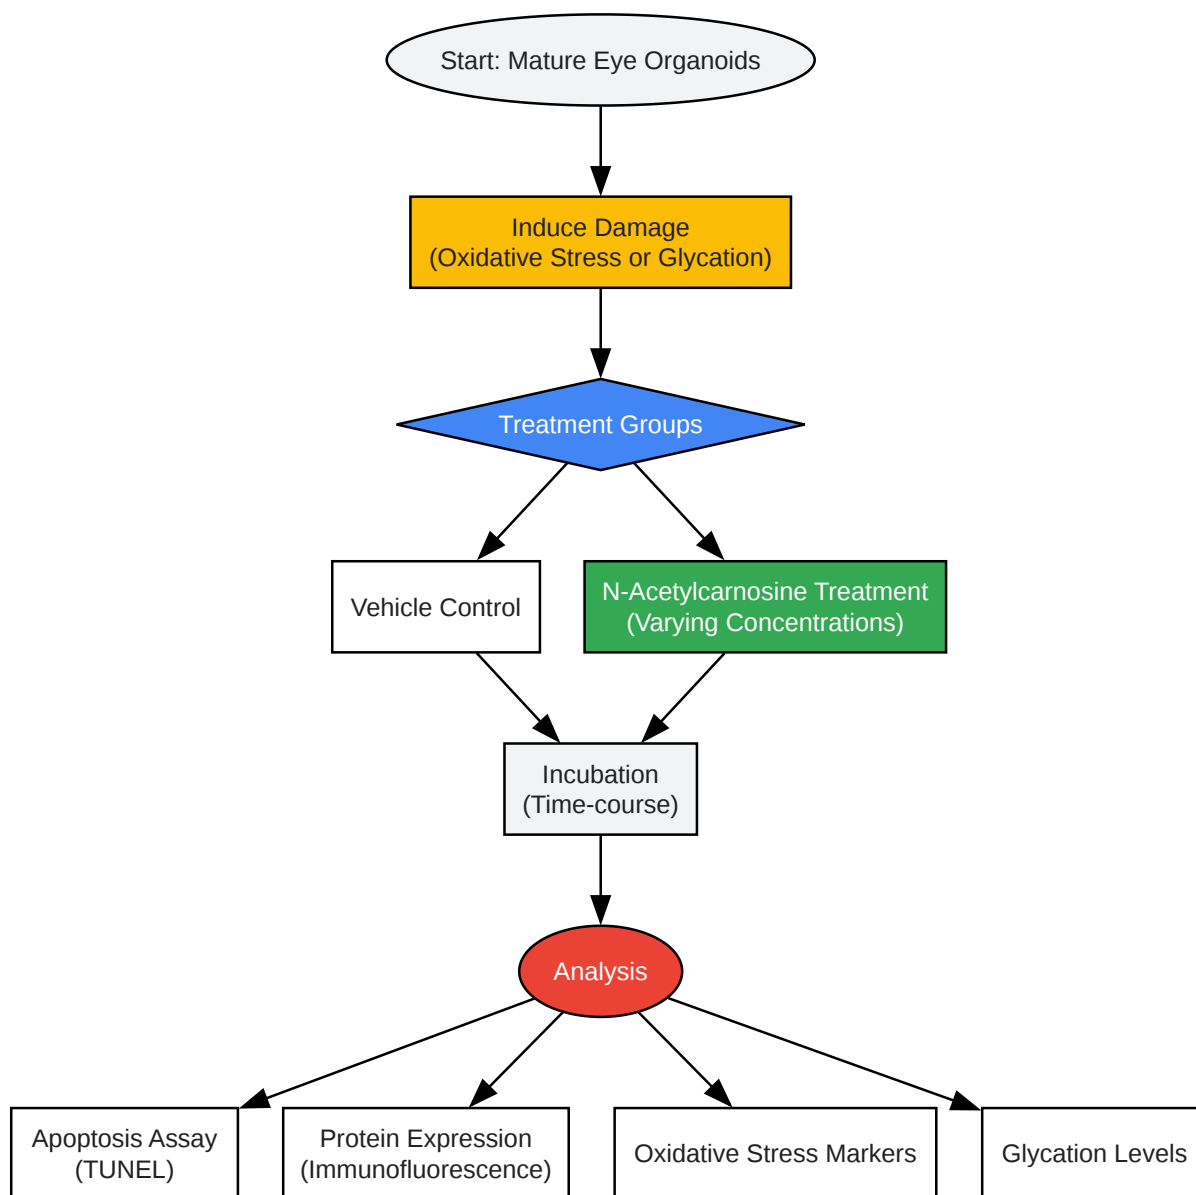 Start: Mature Eye Organoids
Induce Damage
(Oxidative Stress or Glycation)
Treatment Groups
Vehicle Control
N-Acetylcarnosine Treatment
(Varying Concentrations)
Incubation
(Time-course)
Analysis
Apoptosis Assay
(TUNEL)
Protein Expression
(Immunofluorescence)
Oxidative Stress Markers
Glycation Levels